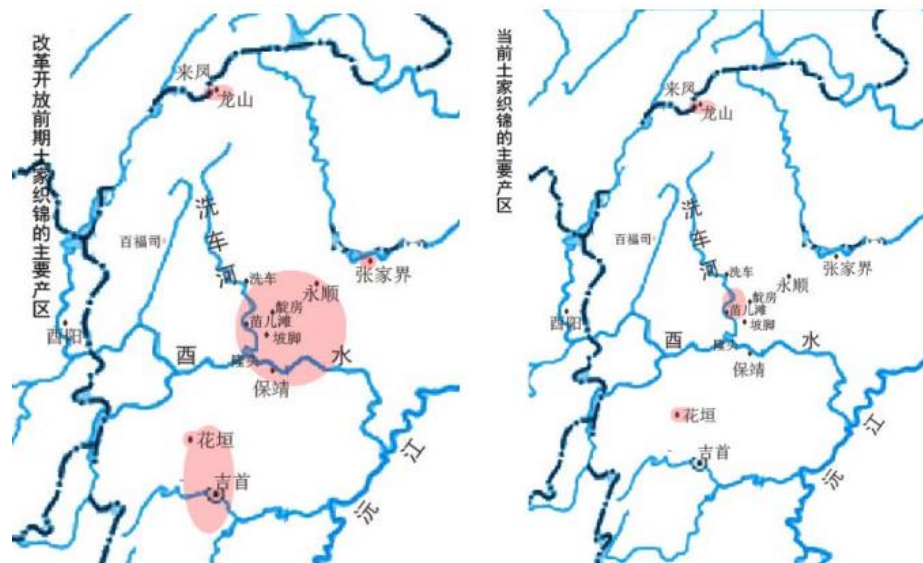 改革开放前期土家织锦的主要产区
来凤
龙山
洗车河
百福司
张家界
洗车
永顺
靛房
苗儿滩
坡脚
酉阳
酉水
隆头
保靖
花垣
吉首
沅江
当前土家织锦的主要产区
来凤
龙山
洗车河
百福司
张家界
洗车
永顺
靛房
苗儿滩
坡脚
酉阳
酉水
隆头
保靖
花垣
吉首
沅江